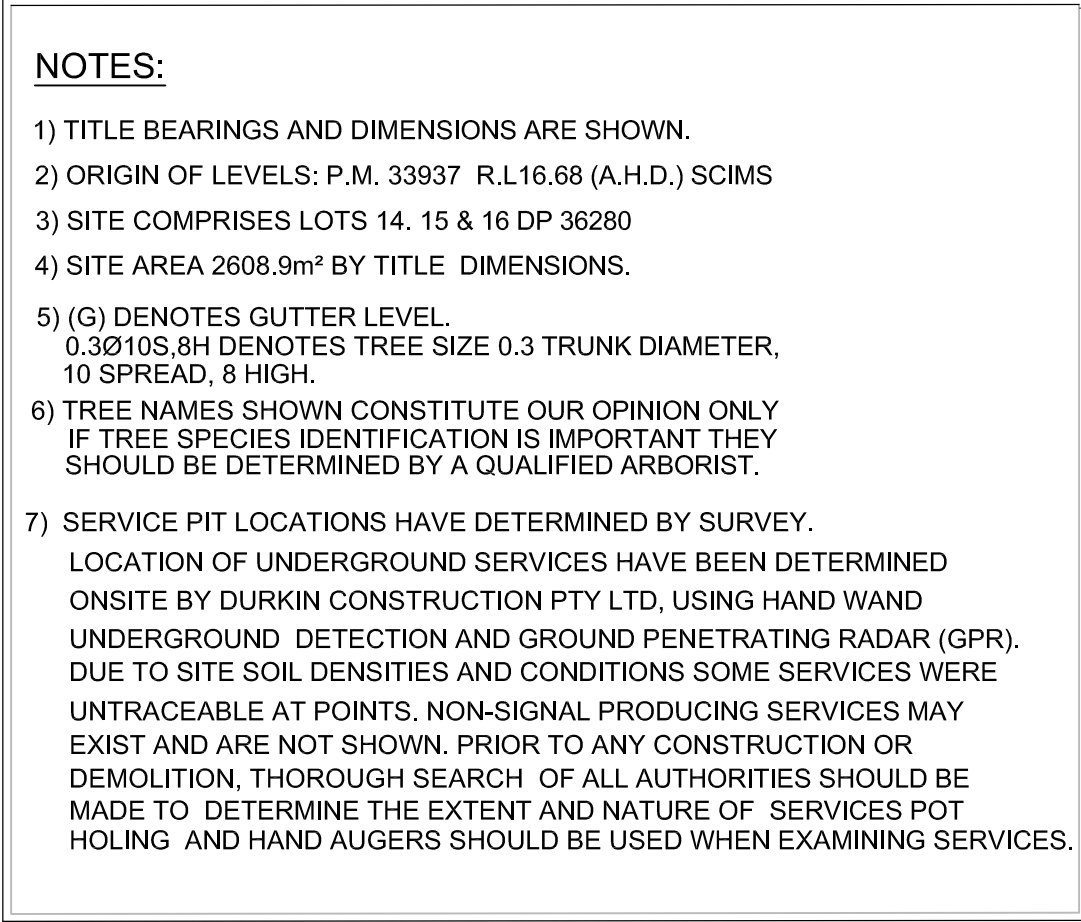 NOTES:
1) TITLE BEARINGS AND DIMENSIONS ARE SHOWN.
2) ORIGIN OF LEVELS: P.M. 33937 R.L16.68 (A.H.D.) SCIMS
3) SITE COMPRISES LOTS 14. 15 & 16 DP 36280
4) SITE AREA 2608.9m² BY TITLE DIMENSIONS.
5) (G) DENOTES GUTTER LEVEL.
0.3Ø10S,8H DENOTES TREE SIZE 0.3 TRUNK DIAMETER,
10 SPREAD, 8 HIGH.
6) TREE NAMES SHOWN CONSTITUTE OUR OPINION ONLY
IF TREE SPECIES IDENTIFICATION IS IMPORTANT THEY
SHOULD BE DETERMINED BY A QUALIFIED ARBORIST.
7) SERVICE PIT LOCATIONS HAVE DETERMINED BY SURVEY.
LOCATION OF UNDERGROUND SERVICES HAVE BEEN DETERMINED
ONSITE BY DURKIN CONSTRUCTION PTY LTD, USING HAND WAND
UNDERGROUND DETECTION AND GROUND PENETRATING RADAR (GPR).
DUE TO SITE SOIL DENSITIES AND CONDITIONS SOME SERVICES WERE
UNTRACEABLE AT POINTS. NON-SIGNAL PRODUCING SERVICES MAY
EXIST AND ARE NOT SHOWN. PRIOR TO ANY CONSTRUCTION OR
DEMOLITION, THOROUGH SEARCH OF ALL AUTHORITIES SHOULD BE
MADE TO DETERMINE THE EXTENT AND NATURE OF SERVICES POT
HOLING AND HAND AUGERS SHOULD BE USED WHEN EXAMINING SERVICES.